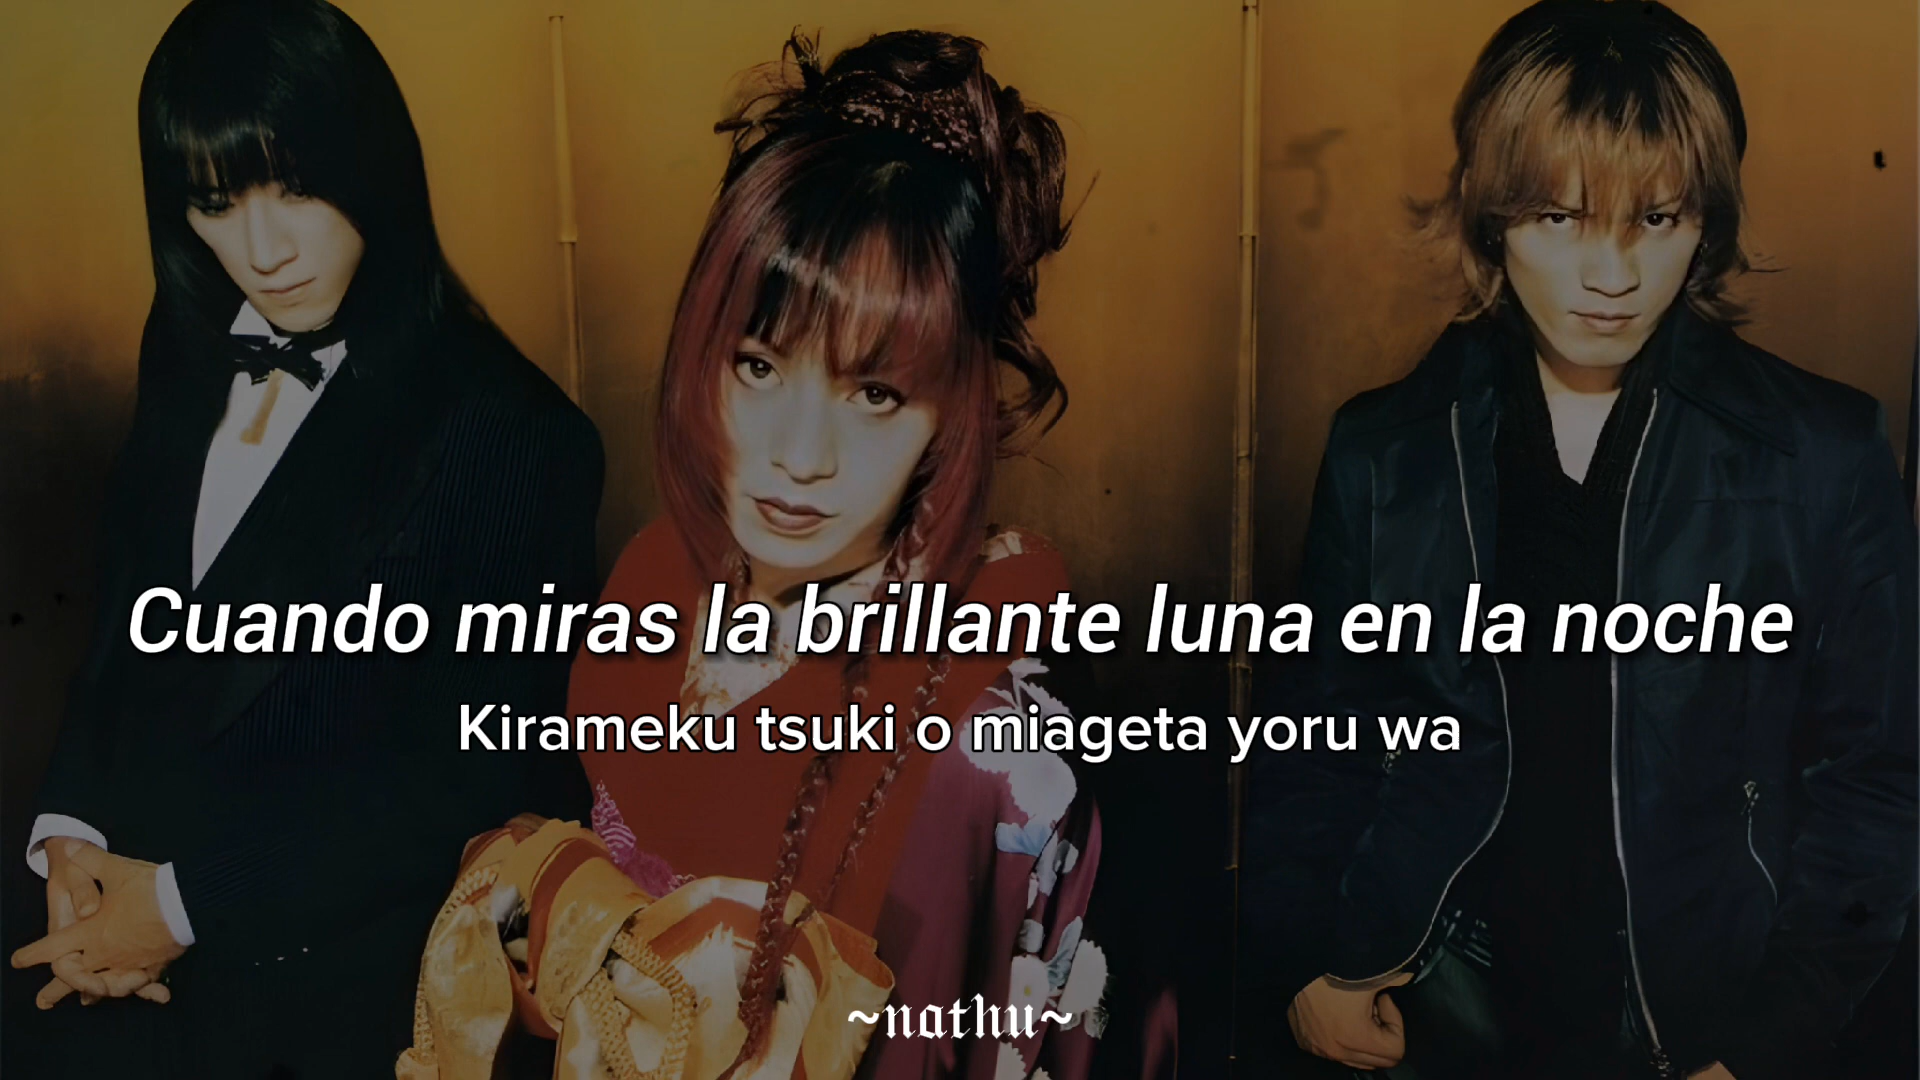 Cuando miras la brillante luna en la noche
Kirameku tsuki o miageta yoru wa
~nathu~